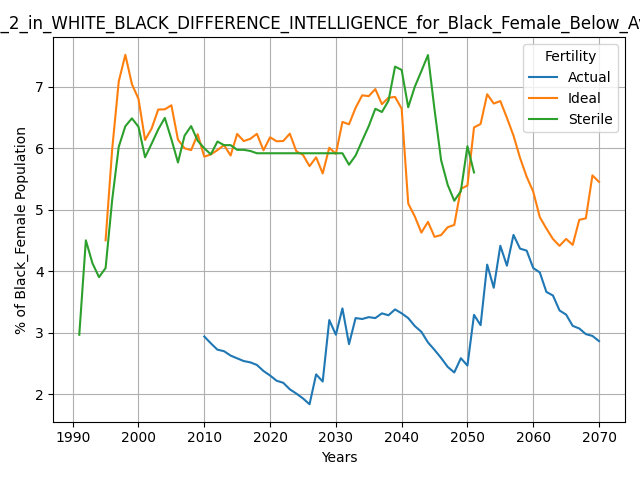 _2_in_WHITE_BLACK_DIFFERENCE_INTELLIGENCE_for_Black_Female_Below_Av
Fertility
Actual
Ideal
Sterile
% of Black_Female Population
7
6
5
4
3
2
1990 2000 2010 2020 2030 2040 2050 2060 2070
Years